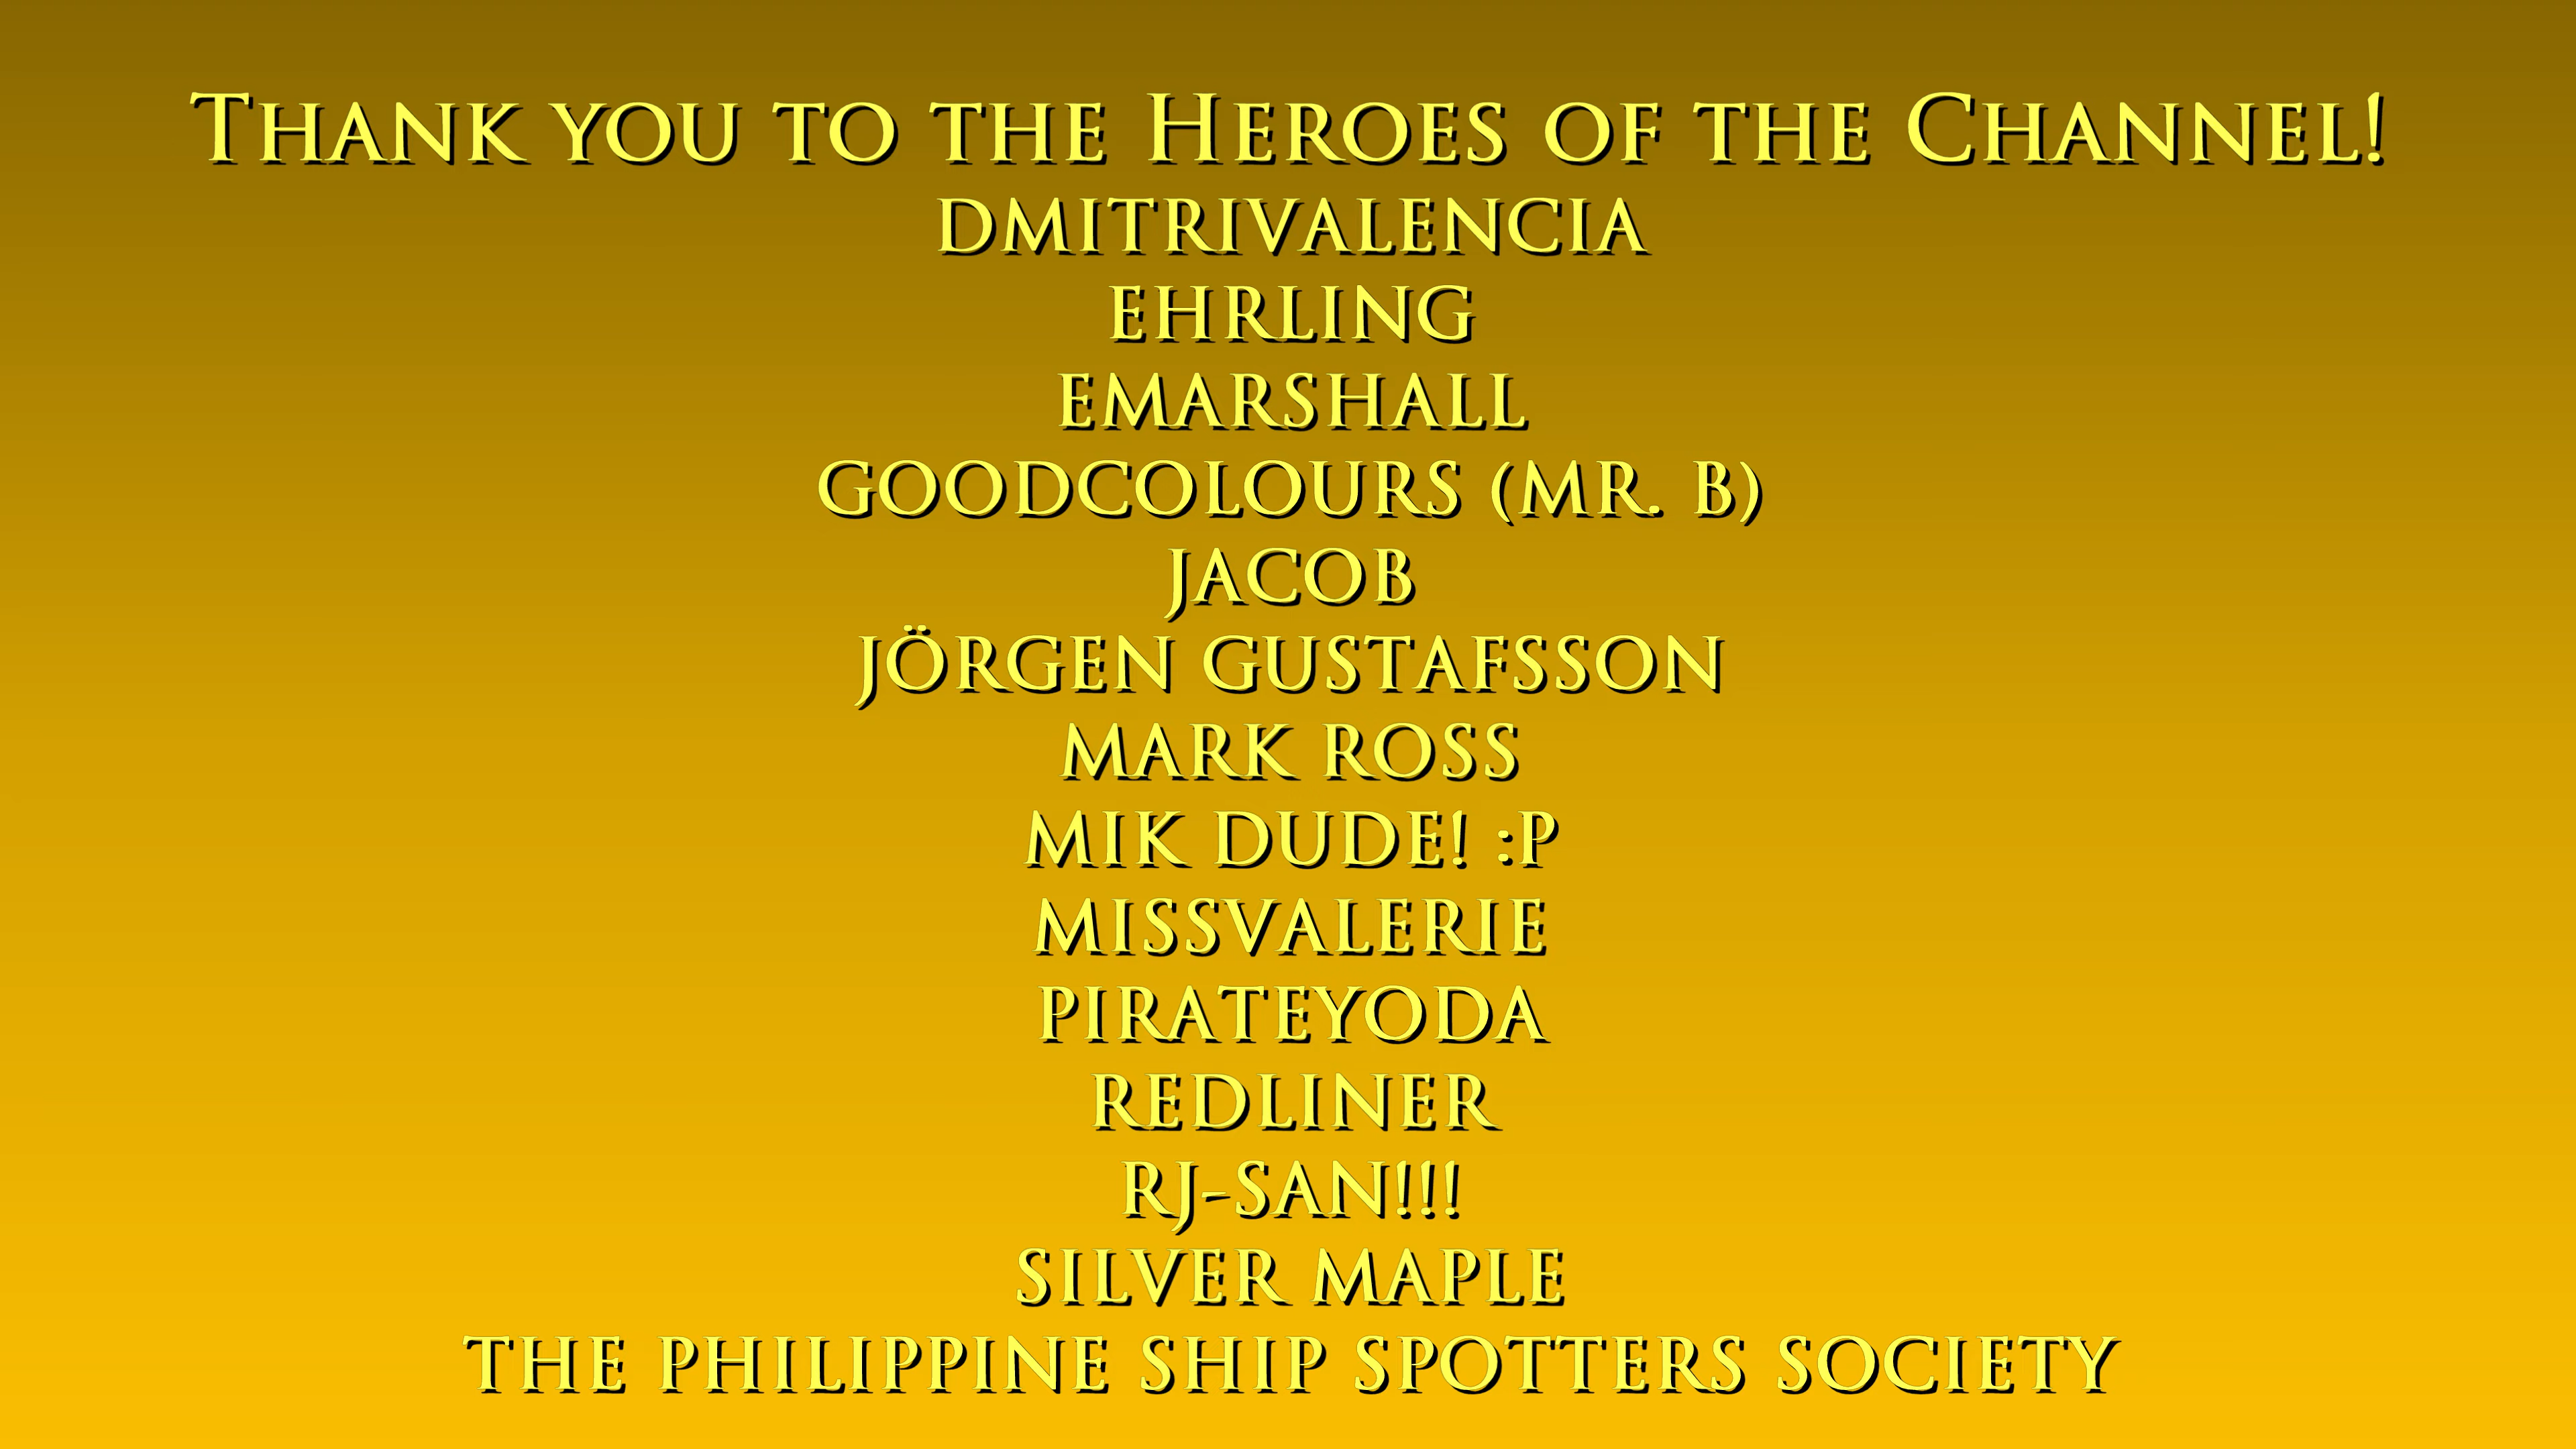 Thank you to the Heroes of the Channel!
DMITRIVALENCIA
EHRLING
EMARSHALL
GOODCOLOURS (MR. B)
JACOB
JÖRGEN GUSTAFSSON
MARK ROSS
MIK DUDE! :P
MISSVALERIE
PIRATEYODA
REDLINER
RJ-SAN!!!
SILVER MAPLE
THE PHILIPPINE SHIP SPOTTERS SOCIETY